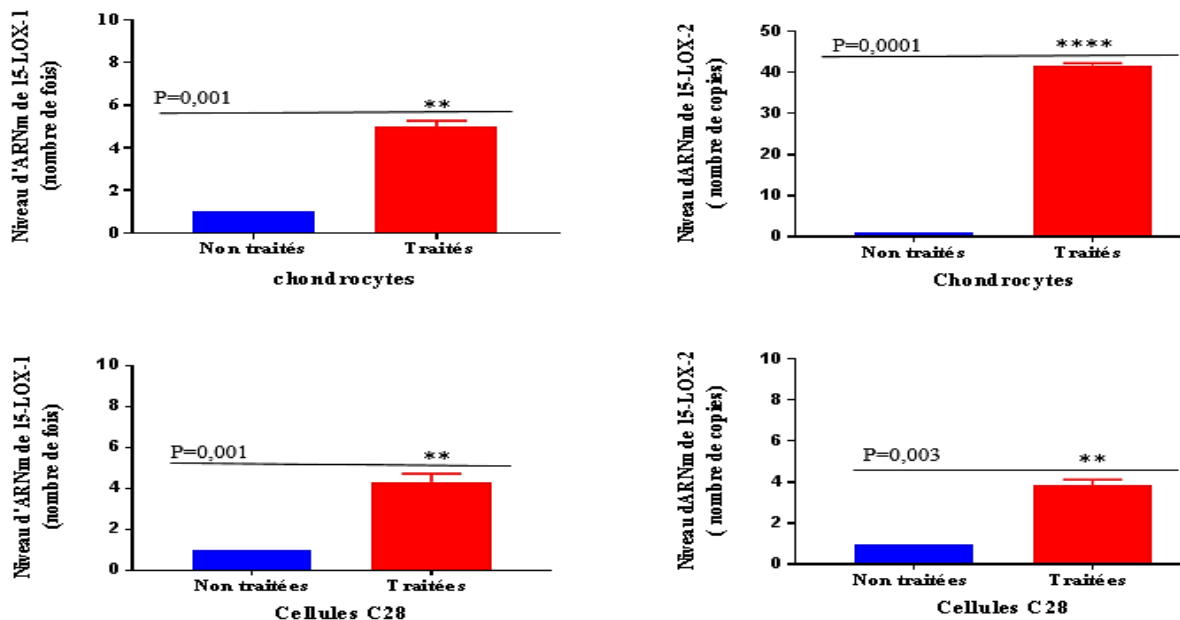 Niveau d'ARNm de 15-LOX-1
(nombre de fois)
10
8
6
4
2
0
P=0,001
**
Non traités
Traités
chondrocytes
Niveau dARNm de 15-LOX-2
( nombre de copies)
50
40
30
20
10
0
P=0,0001
****
Non traités
Traités
Chondrocytes
Niveau d'ARNm de 15-LOX-1
(nombre de fois)
10
8
6
4
2
0
P=0,001
**
Non traitées
Traitées
Cellules C28
Niveau dARNm de 15-LOX-2
( nombre de copies)
10
8
6
4
2
0
P=0,003
**
Non traitées
Traitées
Cellules C28